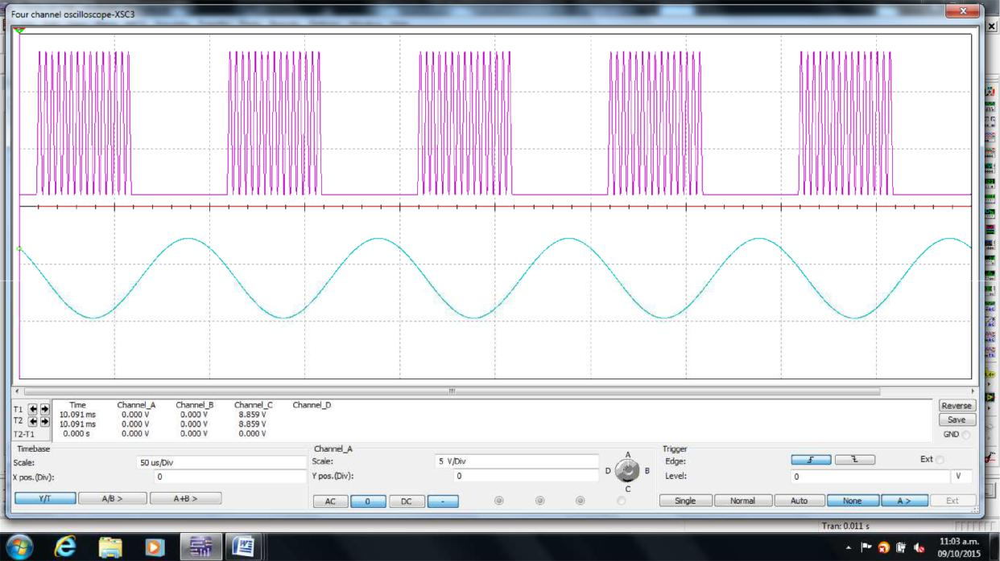 Four channel oscilloscope-XSC3
T1
T2
T2-T1
Time Channel_A Channel_B Channel_C Channel_D
10.091 ms 0.000 V 0.000 V 8.859 V
10.091 ms 0.000 V 0.000 V 8.859 V
0.000 s 0.000 V 0.000 V 0.000 V
Reverse
Save
GND
Timebase
Scale: 50 us/Div
X pos.(Div): 0
Y/T A/B > A+B >
Channel_A
Scale: 5 V/Div
Y pos.(Div): 0
AC 0 DC -
A
D B
C
Trigger
Edge: Ext
Level: 0 V
Single Normal Auto None A > Ext
Tran: 0.011 s
11:03 a.m.
09/10/2015